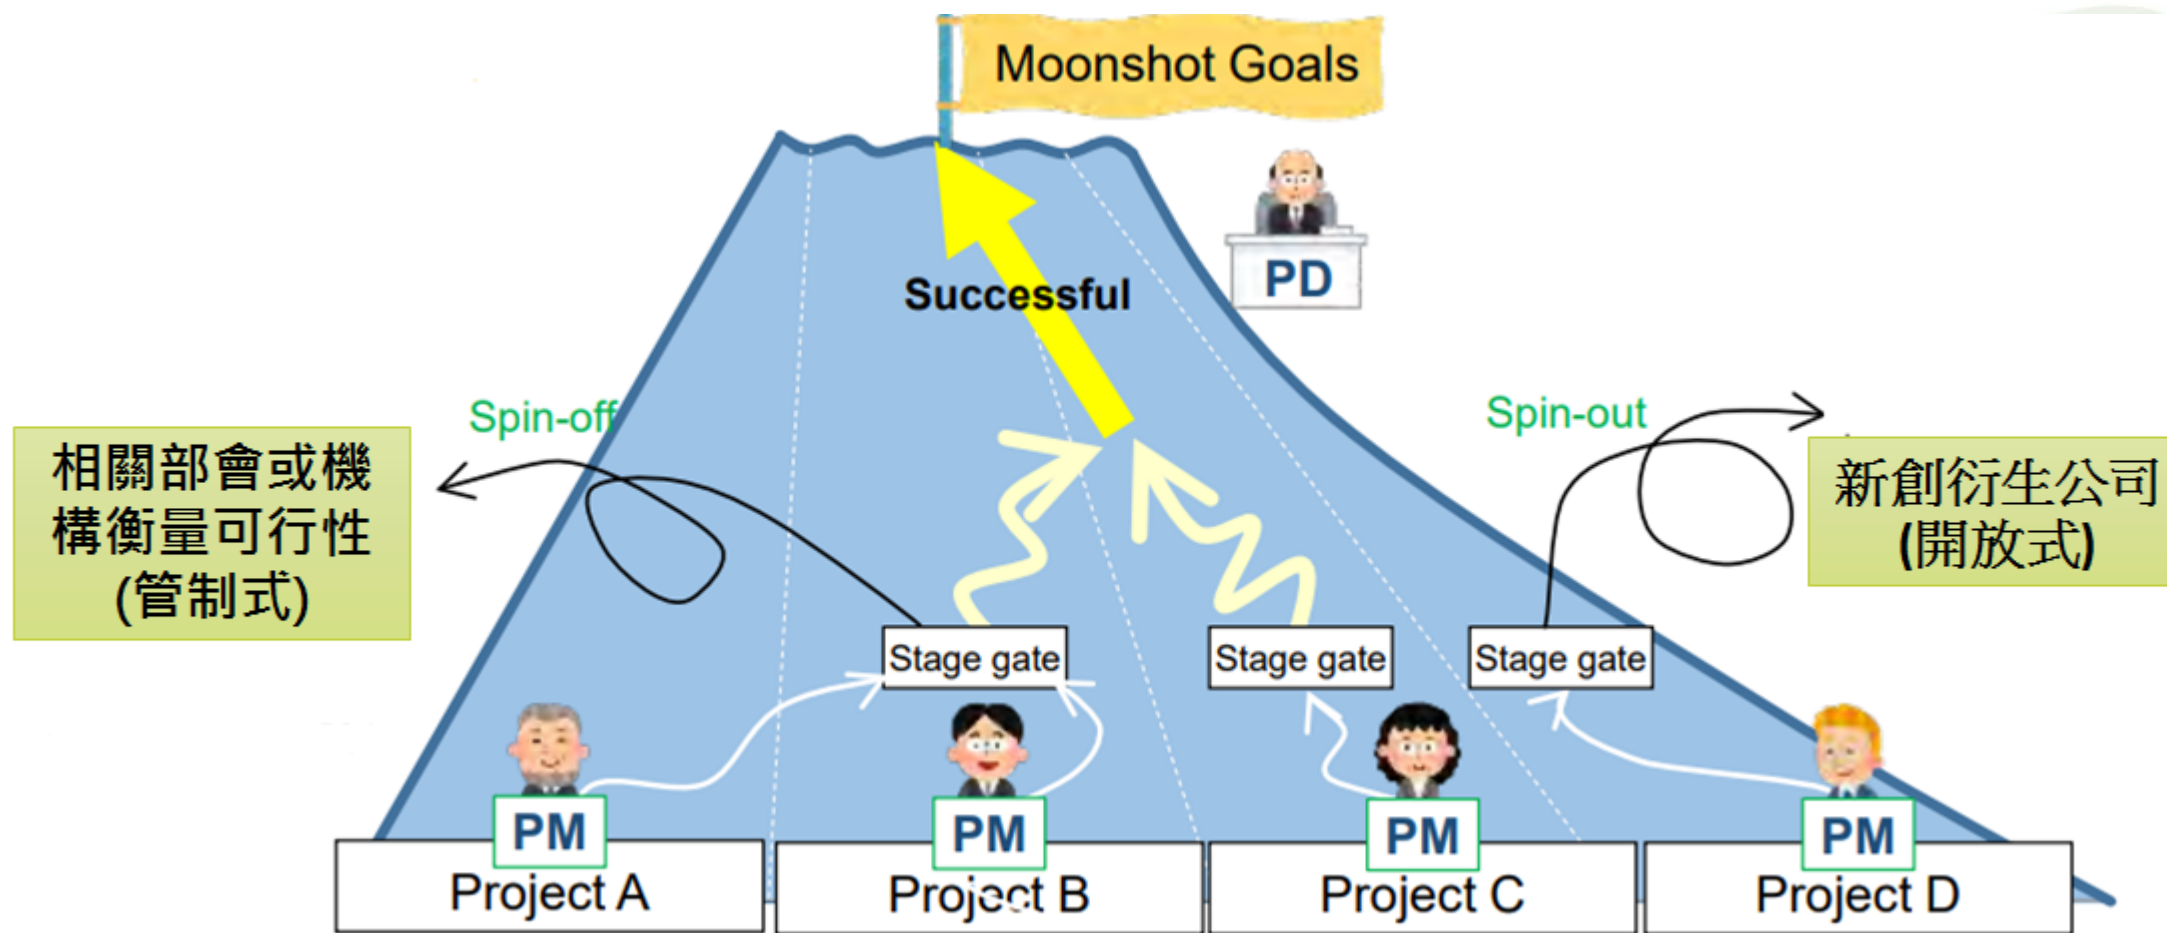 Moonshot Goals
PD
Successful
Spin-off
Spin-out
相關部會或機
構衡量可行性
(管制式)
新創衍生公司
(開放式)
Stage gate
Stage gate
Stage gate
PM
PM
PM
PM
Project A
Project B
Project C
Project D